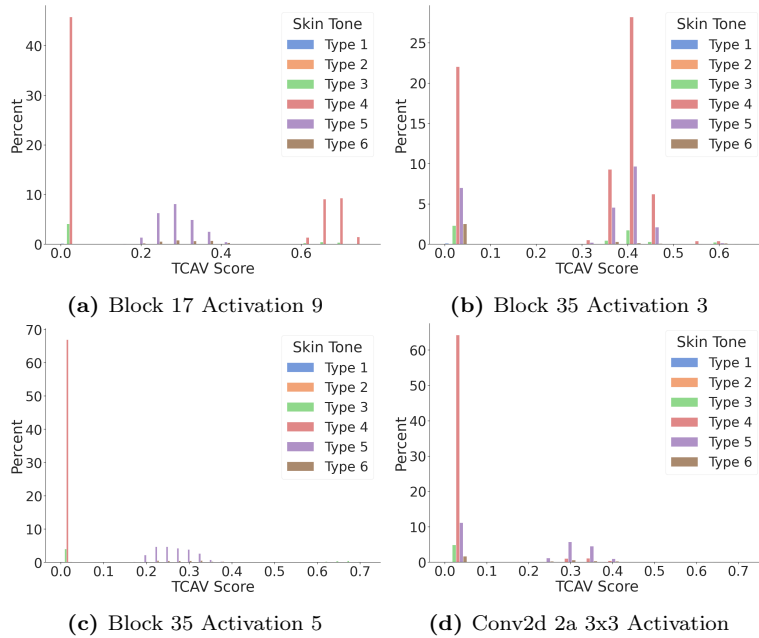 Skin Tone
Type 1
Type 2
Type 3
Type 4
Type 5
Type 6
Percent
40
30
20
10
0
0.0 0.2 0.4 0.6
TCAV Score
(a) Block 17 Activation 9
Skin Tone
Type 1
Type 2
Type 3
Type 4
Type 5
Type 6
Percent
25
20
15
10
5
0
0.0 0.1 0.2 0.3 0.4 0.5 0.6
TCAV Score
(b) Block 35 Activation 3
Skin Tone
Type 1
Type 2
Type 3
Type 4
Type 5
Type 6
Percent
70
60
50
40
30
20
10
0
0.0 0.1 0.2 0.3 0.4 0.5 0.6 0.7
TCAV Score
(c) Block 35 Activation 5
Skin Tone
Type 1
Type 2
Type 3
Type 4
Type 5
Type 6
Percent
60
50
40
30
20
10
0
0.0 0.1 0.2 0.3 0.4 0.5 0.6 0.7
TCAV Score
(d) Conv2d 2a 3x3 Activation